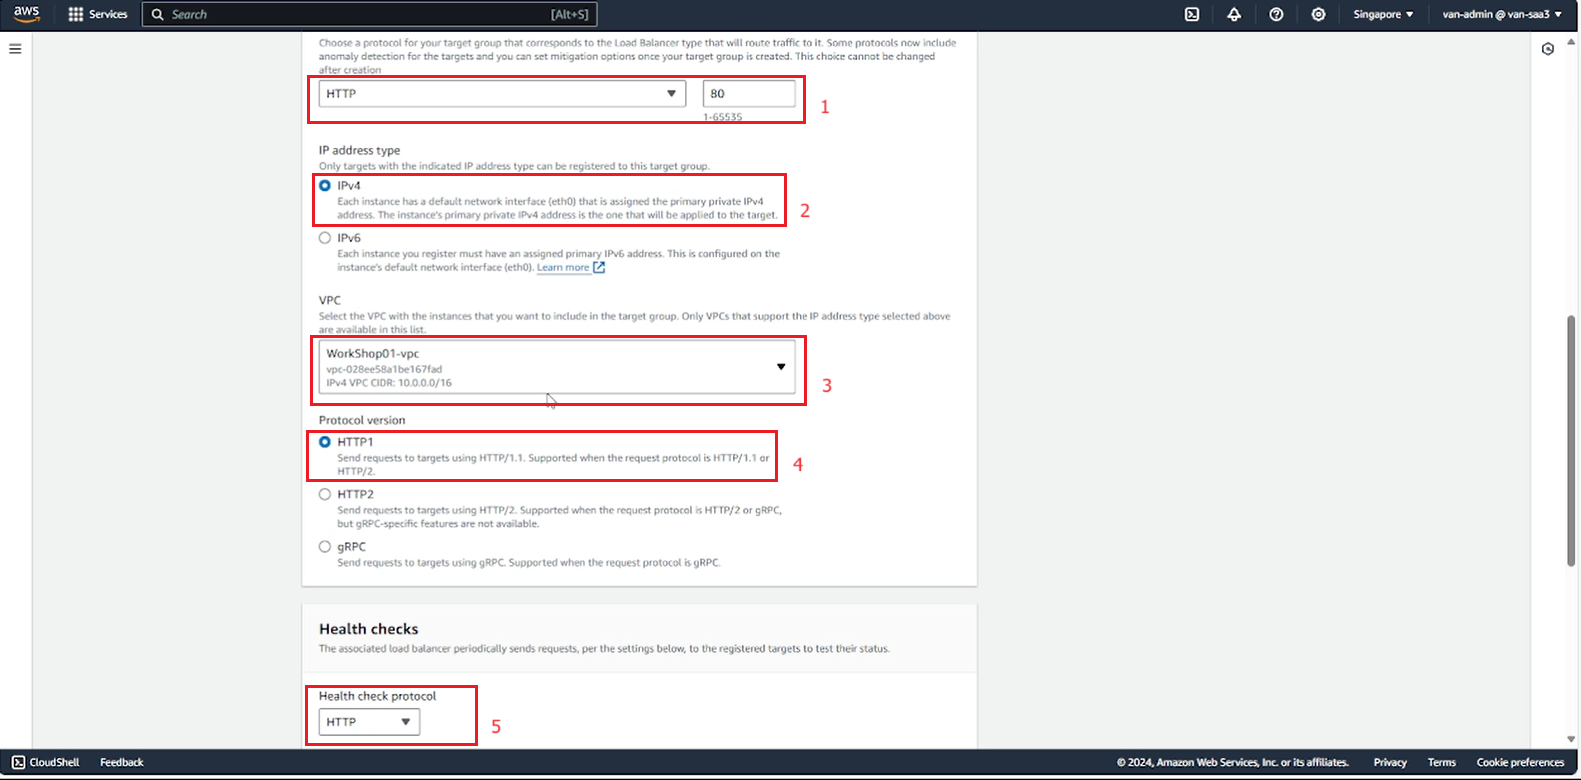 aws Services Search [Alt+S] Singapore van-admin @ van-saa3
Choose a protocol for your target group that corresponds to the Load Balancer type that will route traffic to it. Some protocols now include
anomaly detection for the targets and you can set mitigation options once your target group is created. This choice cannot be changed
after creation
HTTP 80 1
1-65535
IP address type
Only targets with the indicated IP address type can be registered to this target group.
IPv4
Each instance has a default network interface (eth0) that is assigned the primary private IPv4
address. The instance's primary private IPv4 address is the one that will be applied to the target.
2
IPv6
Each instance you register must have an assigned primary IPv6 address. This is configured on the
instance's default network interface (eth0). Learn more
VPC
Select the VPC with the instances that you want to include in the target group. Only VPCs that support the IP address type selected above
are available in this list.
WorkShop01-vpc
vpc-028ee58a1be167fad
IPv4 VPC CIDR: 10.0.0.0/16
3
Protocol version
HTTP1
Send requests to targets using HTTP/1.1. Supported when the request protocol is HTTP/1.1 or
HTTP/2.
4
HTTP2
Send requests to targets using HTTP/2. Supported when the request protocol is HTTP/2 or gRPC,
but gRPC-specific features are not available.
gRPC
Send requests to targets using gRPC. Supported when the request protocol is gRPC.
Health checks
The associated load balancer periodically sends requests, per the settings below, to the registered targets to test their status.
Health check protocol
HTTP
5
CloudShell Feedback © 2024, Amazon Web Services, Inc. or its affiliates. Privacy Terms Cookie preferences